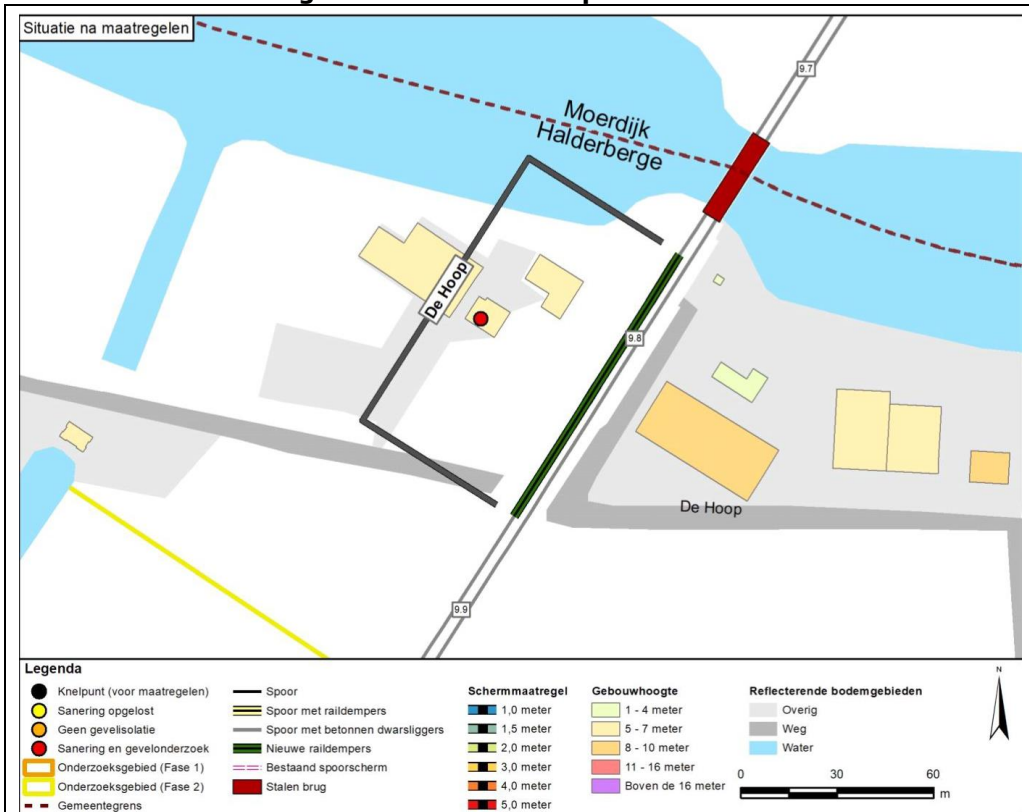 Situatie na maatregelen
9.7
Moerdijk
Halderberge
De Hoop
9.8
De Hoop
9.9
Legenda
Knelpunt (voor maatregelen)
Sanering opgelost
Geen gevelisolatie
Sanering en gevelonderzoek
Onderzoeksgebied (Fase 1)
Onderzoeksgebied (Fase 2)
Gemeentegrens
Spoor
Spoor met raildempers
Spoor met betonnen dwarsliggers
Nieuwe raildempers
Bestaand spoorscherm
Stalen brug
Schermmaatregel
1,0 meter
1,5 meter
2,0 meter
3,0 meter
4,0 meter
5,0 meter
Gebouwhoogte
1 - 4 meter
5 - 7 meter
8 - 10 meter
11 - 16 meter
Boven de 16 meter
Reflecterende bodemgebieden
Overig
Weg
Water
N
0 30 60
m